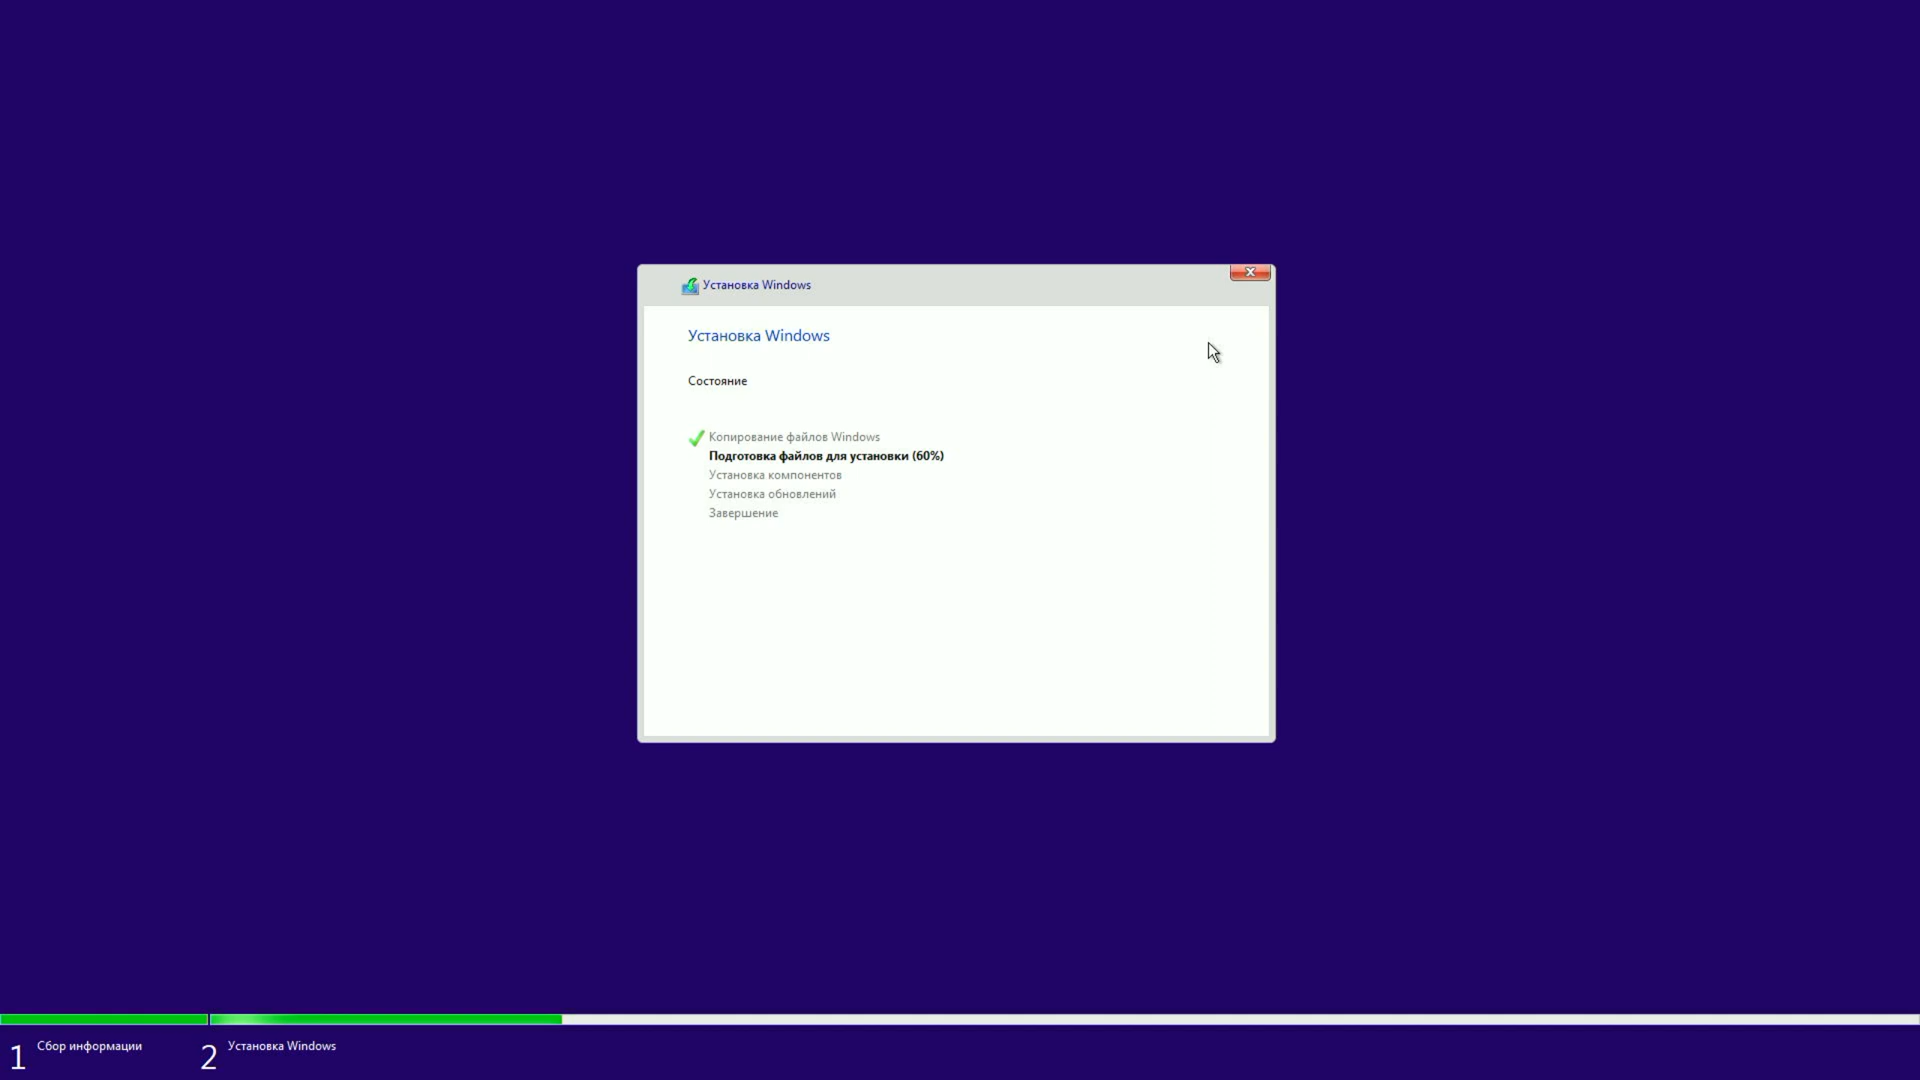 Установка Windows
Установка Windows
Состояние
Копирование файлов Windows
Подготовка файлов для установки (60%)
Установка компонентов
Установка обновлений
Завершение
1 Сбор информации
2 Установка Windows